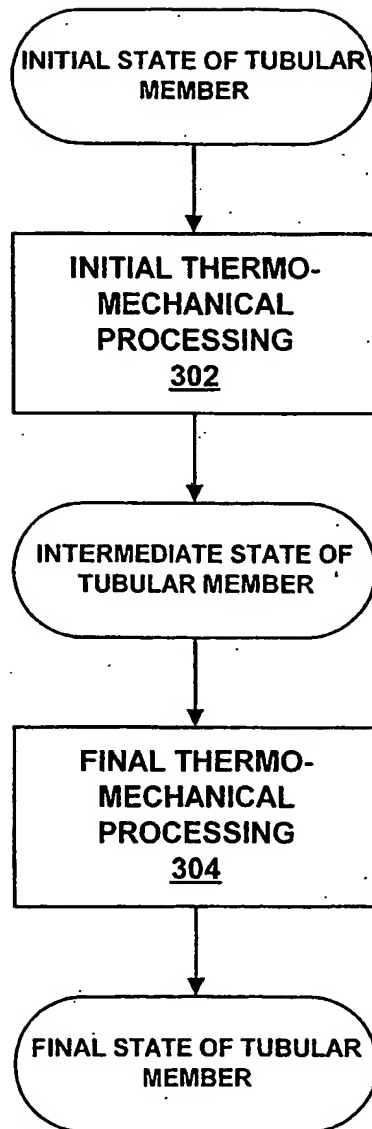 INITIAL STATE OF TUBULAR
MEMBER
INITIAL THERMO-
MECHANICAL
PROCESSING
302
INTERMEDIATE STATE OF
TUBULAR MEMBER
FINAL THERMO-
MECHANICAL
PROCESSING
304
FINAL STATE OF TUBULAR
MEMBER